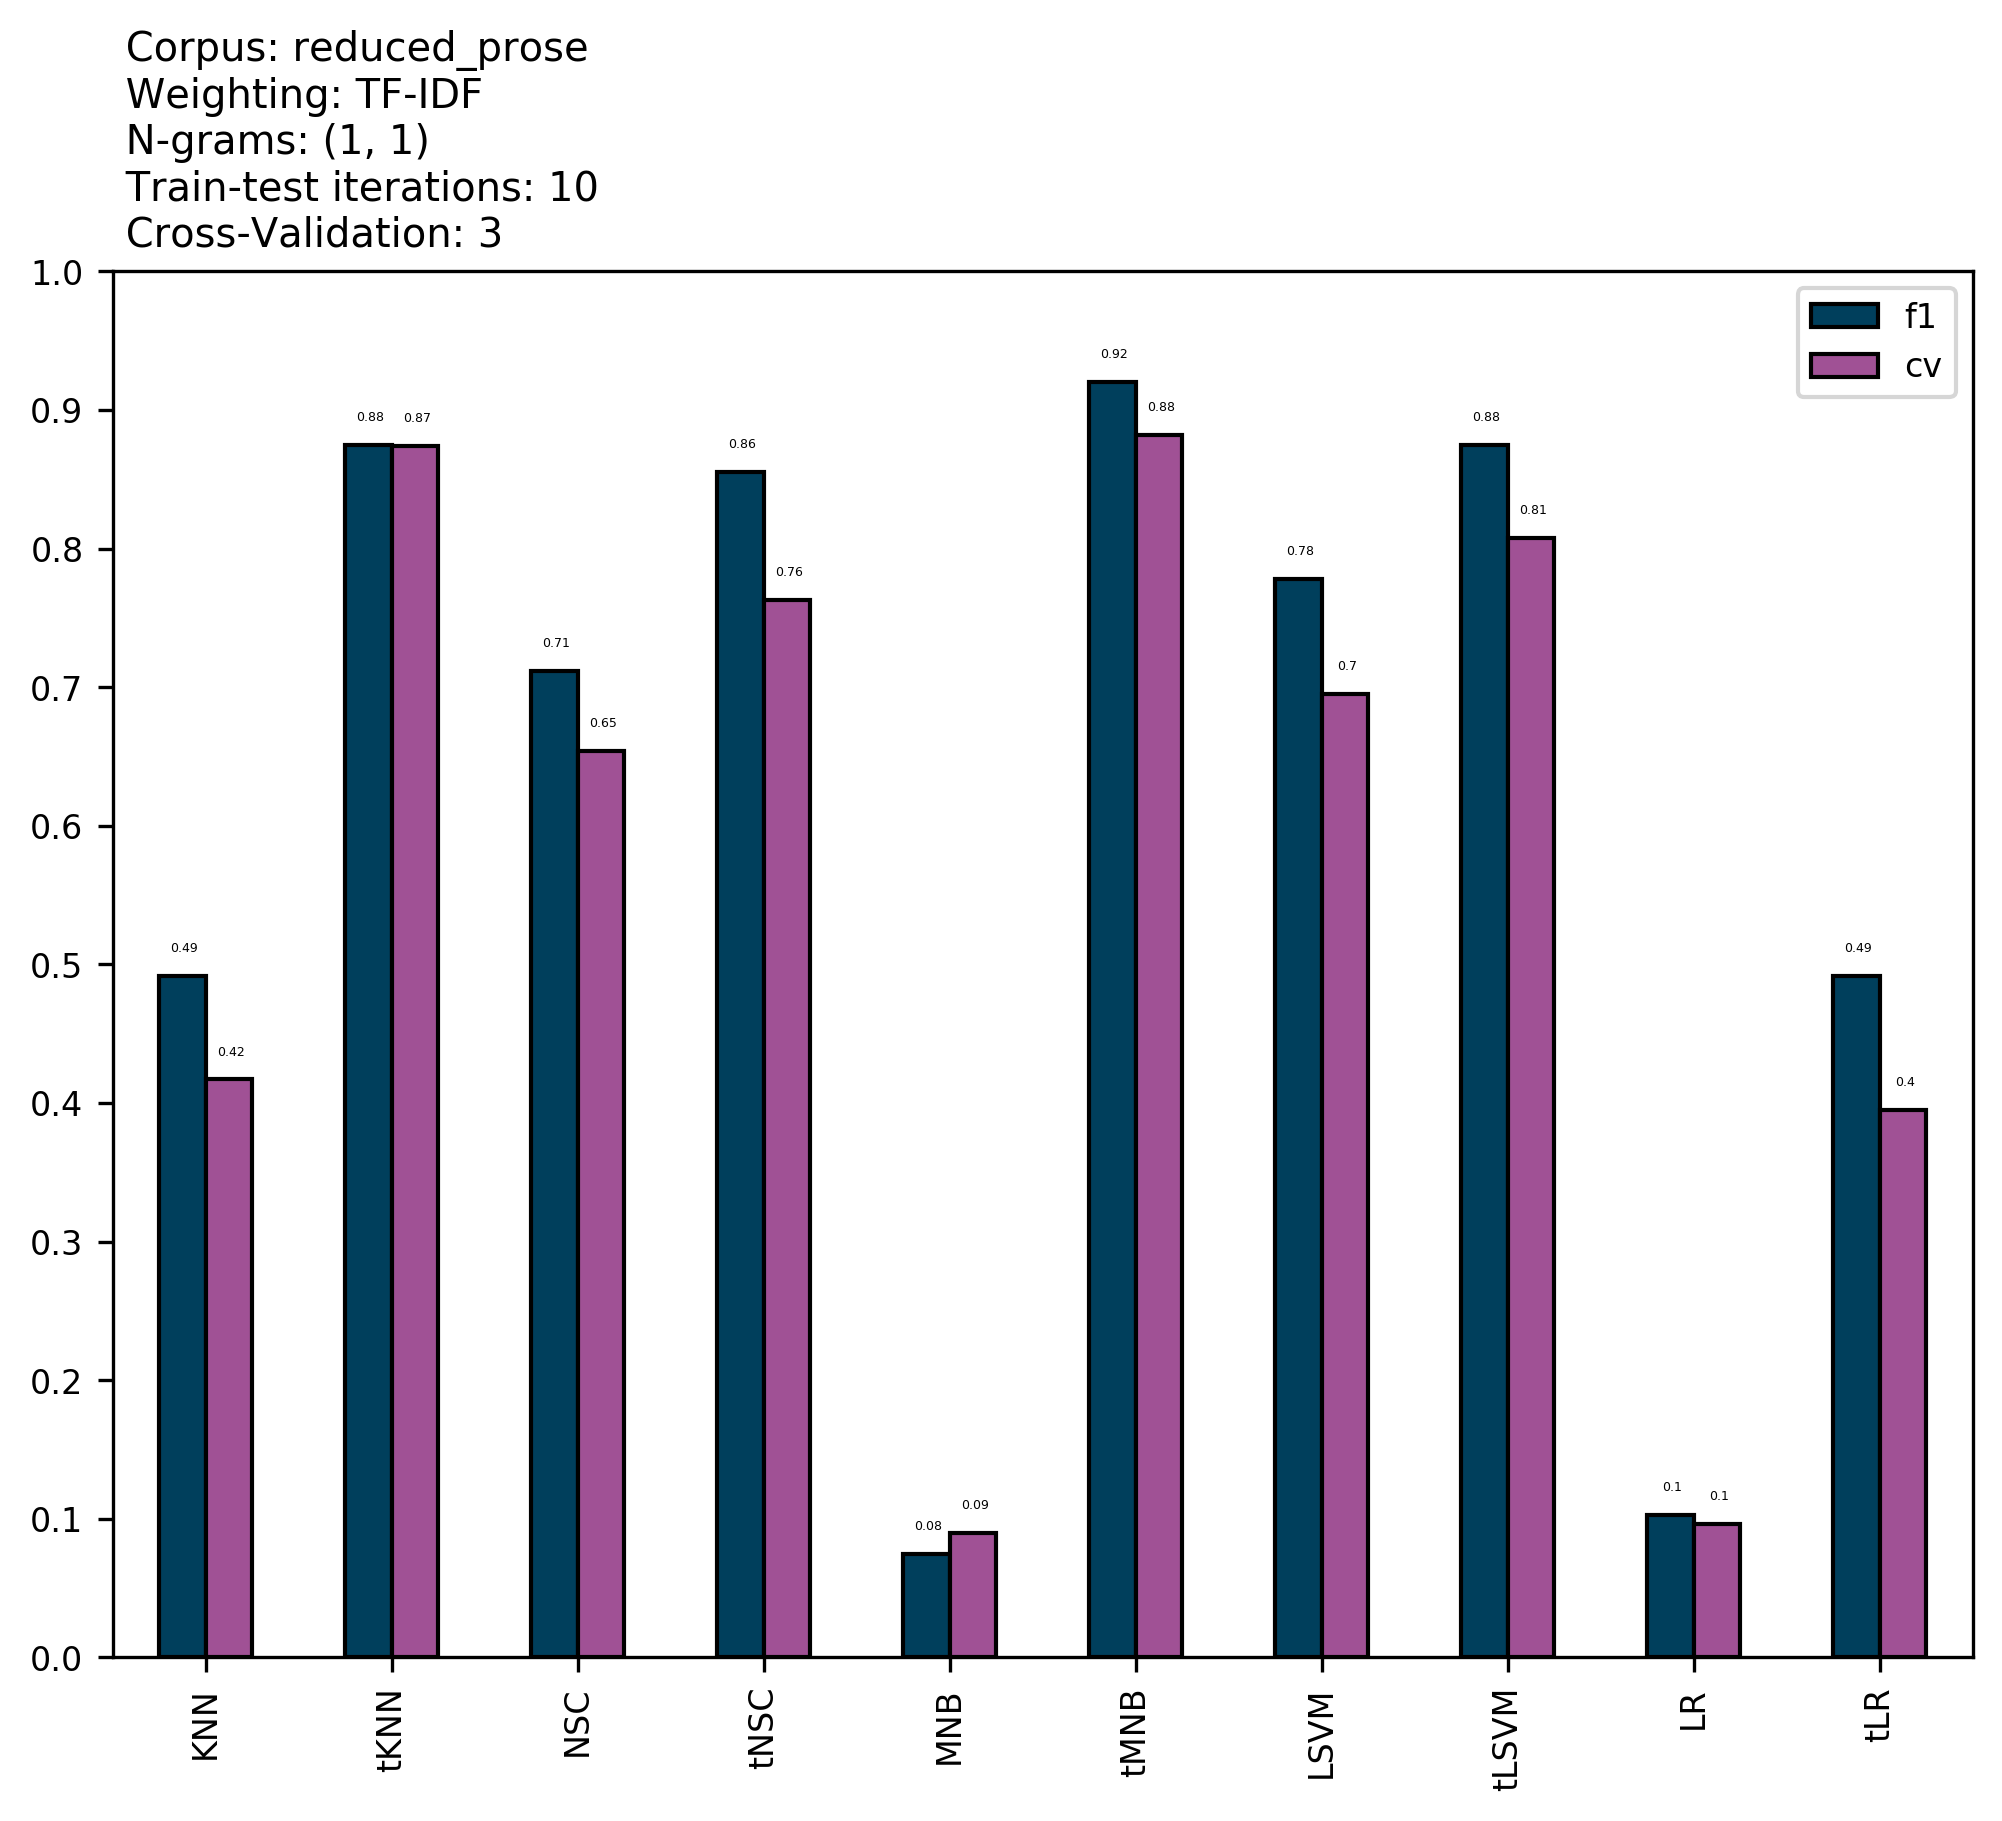 Corpus: reduced_prose
Weighting: TF-IDF
N-grams: (1, 1)
Train-test iterations: 10
Cross-Validation: 3
1.0
0.9
0.8
0.7
0.6
0.5
0.4
0.3
0.2
0.1
0.0
f1
cv
0.49
0.42
0.88
0.87
0.71
0.65
0.86
0.76
0.08
0.09
0.92
0.88
0.78
0.7
0.88
0.81
0.1
0.1
0.49
0.4
KNN
tKNN
NSC
tNSC
MNB
tMNB
LSVM
tLSVM
LR
tLR